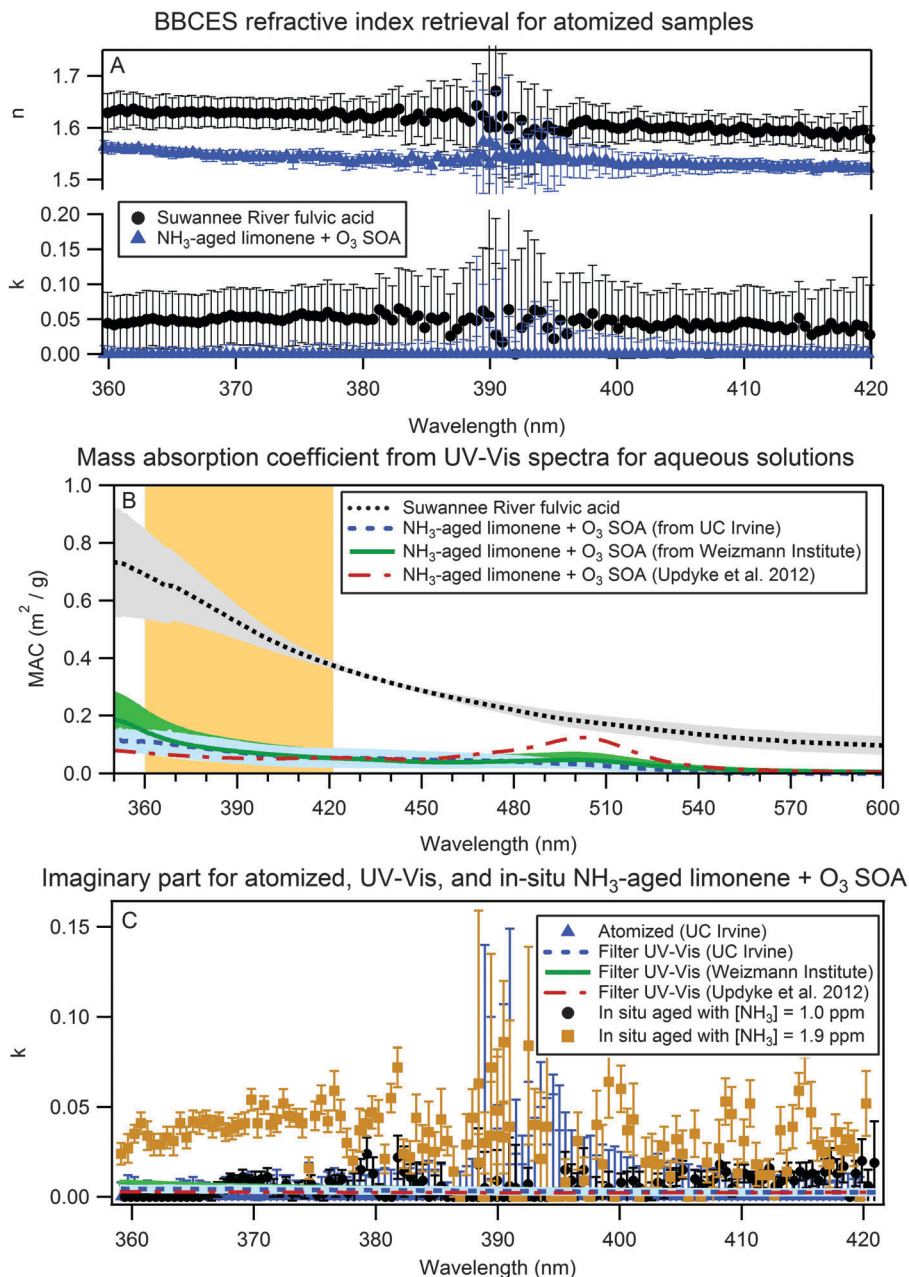 BBCES refractive index retrieval for atomized samples
A
n
1.7
1.6
1.5
k
0.20
0.15
0.10
0.05
0.00
Suwannee River fulvic acid
NH₃-aged limonene + O₃ SOA
360 370 380 390 400 410 420
Wavelength (nm)
Mass absorption coefficient from UV-Vis spectra for aqueous solutions
B
MAC (m² / g)
1.0
0.8
0.6
0.4
0.2
0.0
Suwannee River fulvic acid
NH₃-aged limonene + O₃ SOA (from UC Irvine)
NH₃-aged limonene + O₃ SOA (from Weizmann Institute)
NH₃-aged limonene + O₃ SOA (Updyke et al. 2012)
360 390 420 450 480 510 540 570 600
Wavelength (nm)
Imaginary part for atomized, UV-Vis, and in-situ NH₃-aged limonene + O₃ SOA
C
k
0.15
0.10
0.05
0.00
Atomized (UC Irvine)
Filter UV-Vis (UC Irvine)
Filter UV-Vis (Weizmann Institute)
Filter UV-Vis (Updyke et al. 2012)
In situ aged with [NH₃] = 1.0 ppm
In situ aged with [NH₃] = 1.9 ppm
360 370 380 390 400 410 420
Wavelength (nm)